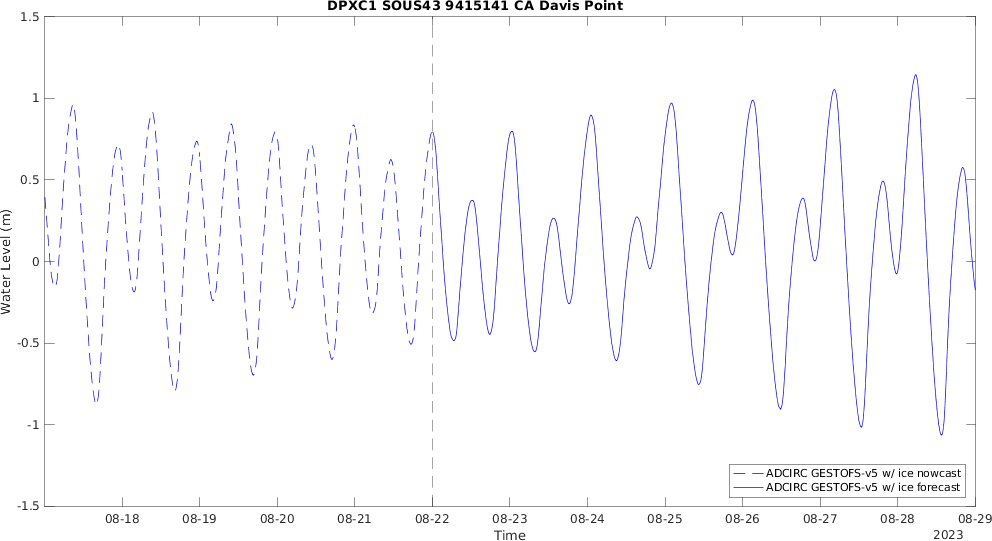 DPXC1 SOUS43 9415141 CA Davis Point
1.5
1
0.5
0
-0.5
-1
-1.5
Water Level (m)
08-18 08-19 08-20 08-21 08-22 08-23 08-24 08-25 08-26 08-27 08-28 08-29
Time
2023
ADCIRC GESTOFS-v5 w/ ice nowcast
ADCIRC GESTOFS-v5 w/ ice forecast